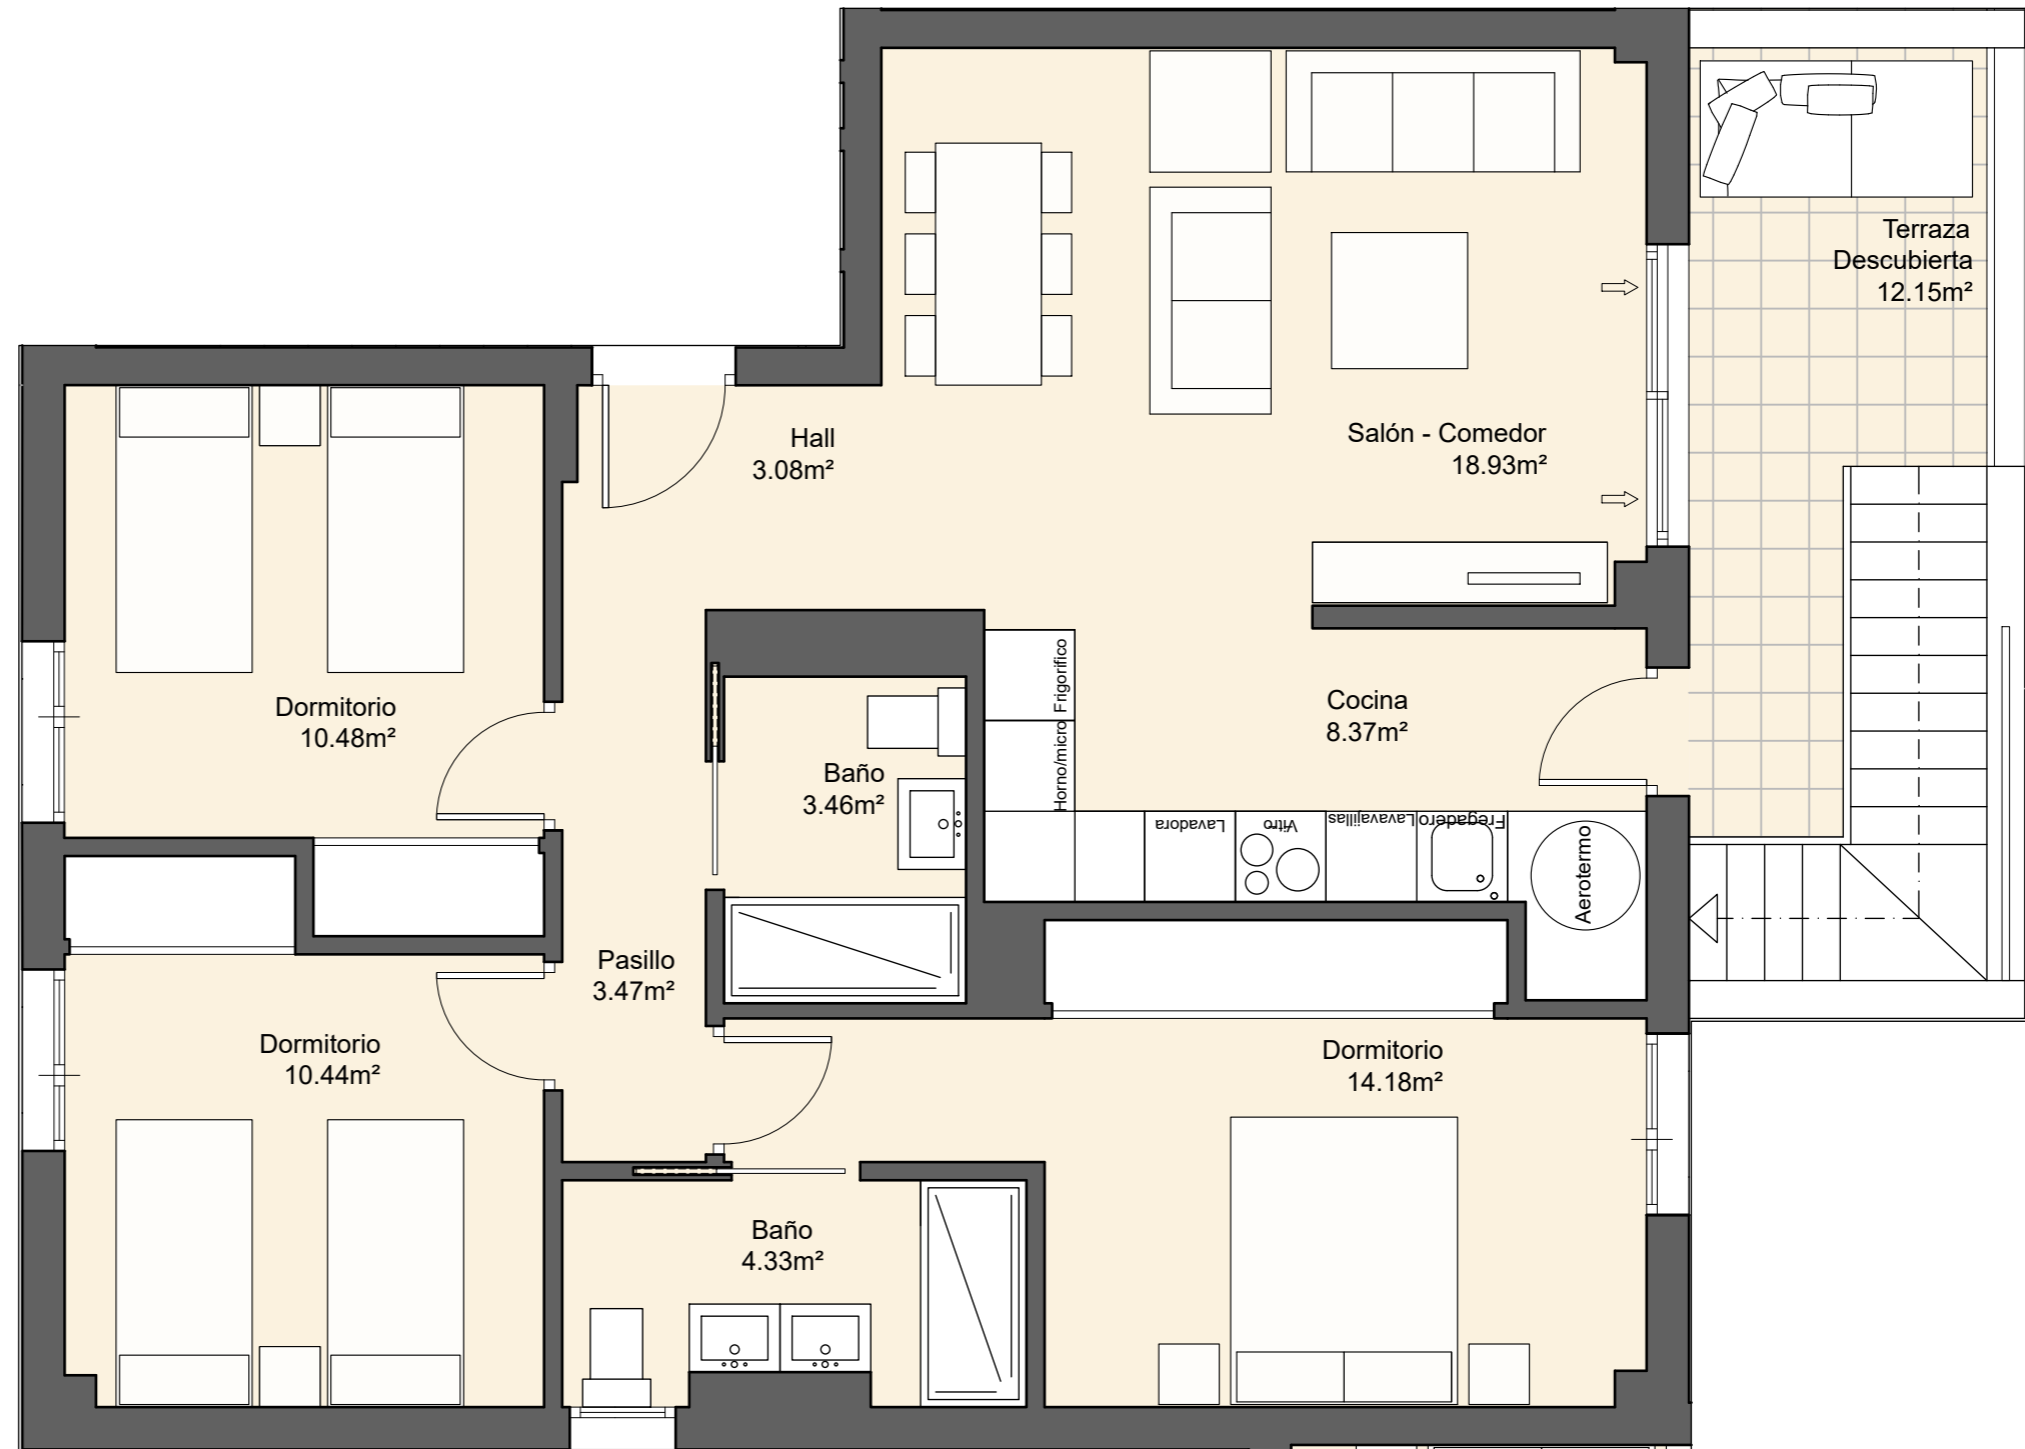 Terraza
Descubierta
12.15m²
Hall
3.08m²
Salón - Comedor
18.93m²
Dormitorio
10.48m²
Cocina
8.37m²
Frigorifico
Horno/micro
Baño
3.46m²
Lavadora
Vitro
Lavavajillas
Fregadero
Aerotermo
Pasillo
3.47m²
Dormitorio
10.44m²
Dormitorio
14.18m²
Baño
4.33m²